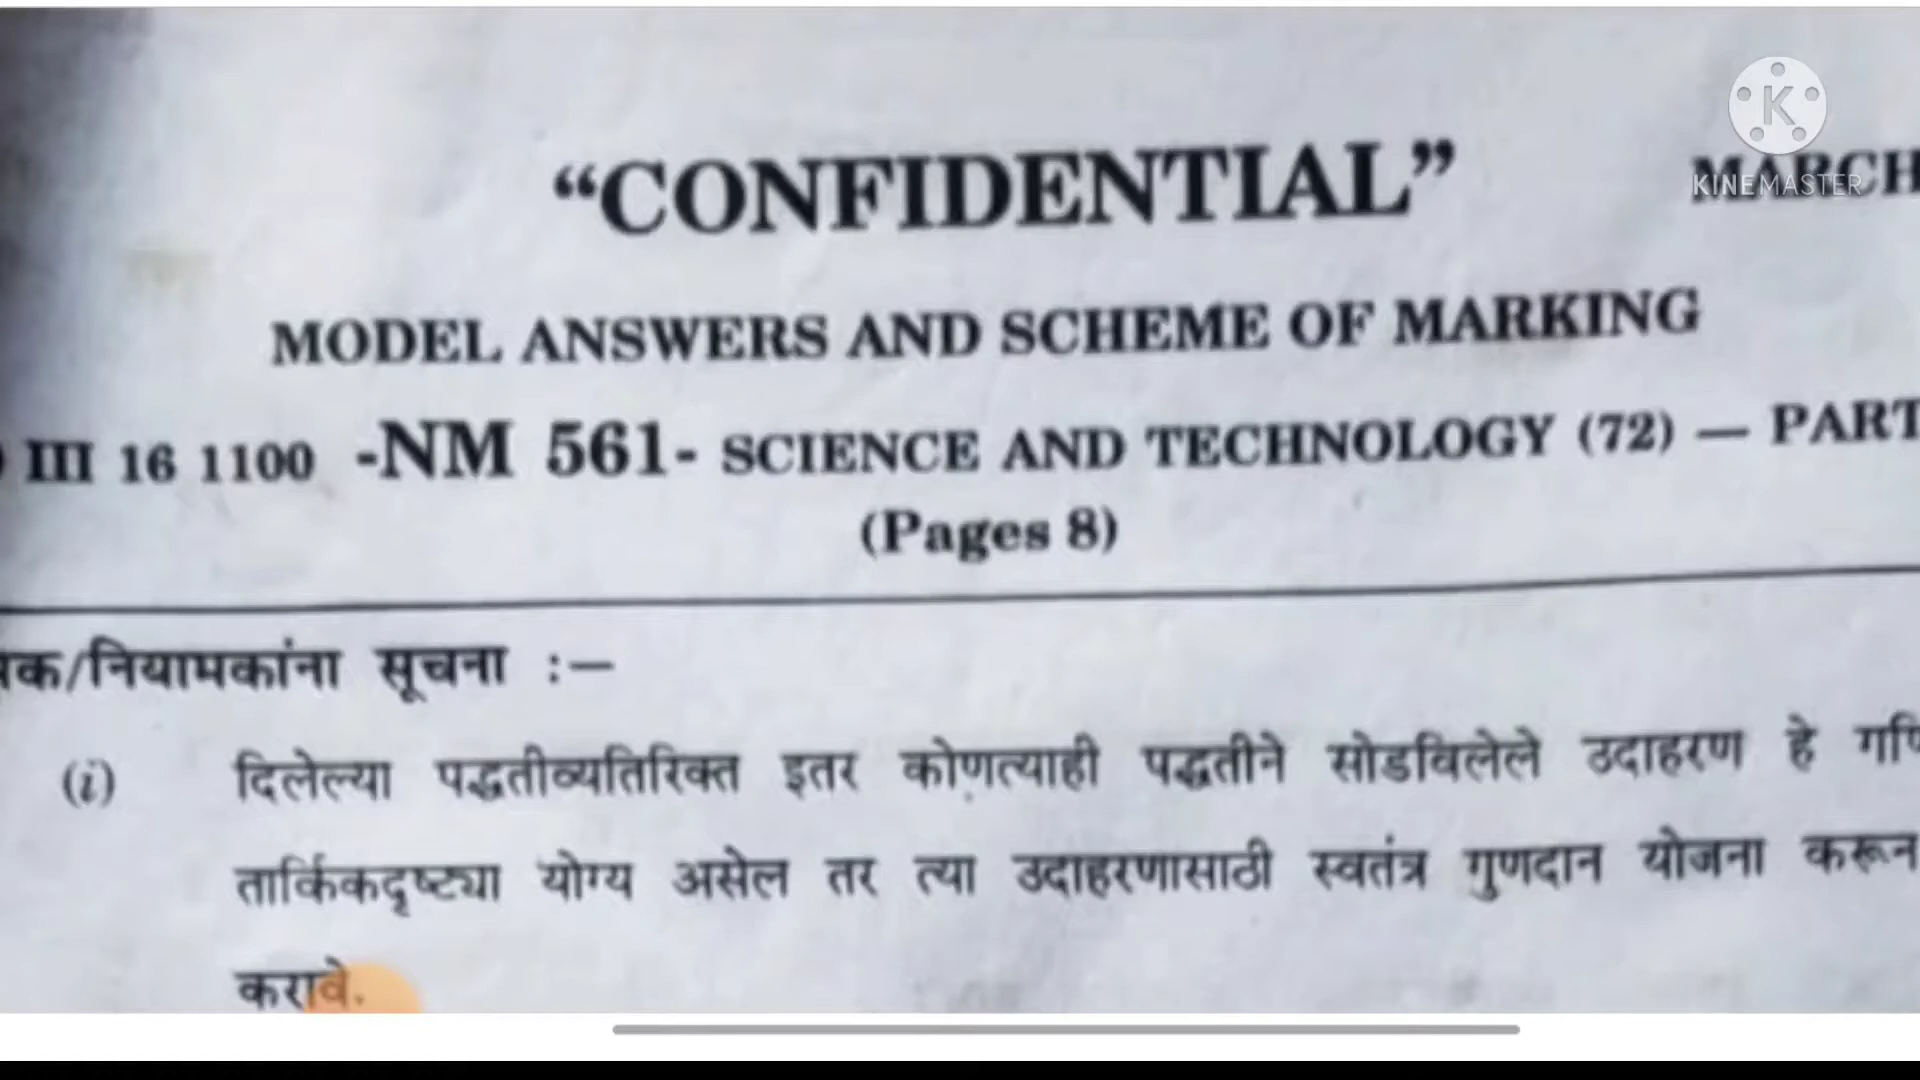 “CONFIDENTIAL”
MARCH
KINEMASTER
MODEL ANSWERS AND SCHEME OF MARKING
III 16 1100 -NM 561- SCIENCE AND TECHNOLOGY (72) — PART
(Pages 8)
/नियामकांना सूचना :—
(i) दिलेल्या पद्धतीव्यतिरिक्त इतर कोणत्याही पद्धतीने सोडविलेले उदाहरण हे
तार्किकदृष्ट्या योग्य असेल तर त्या उदाहरणासाठी स्वतंत्र गुणदान योजना करून
करावे.